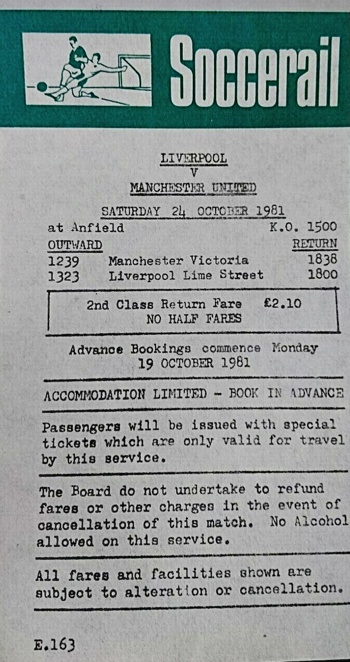 Soccerail
LIVERPOOL
V
MANCHESTER UNITED
SATURDAY 24 OCTOBER 1981
at Anfield K.O. 1500
OUTWARD RETURN
1239 Manchester Victoria 1838
1323 Liverpool Lime Street 1800
2nd Class Return Fare £2.10
NO HALF FARES
Advance Bookings commence Monday
19 OCTOBER 1981
ACCOMMODATION LIMITED - BOOK IN ADVANCE
Passengers will be issued with special
tickets which are only valid for travel
by this service.
The Board do not undertake to refund
fares or other charges in the event of
cancellation of this match. No Alcohol
allowed on this service.
All fares and facilities shown are
subject to alteration or cancellation.
E.163